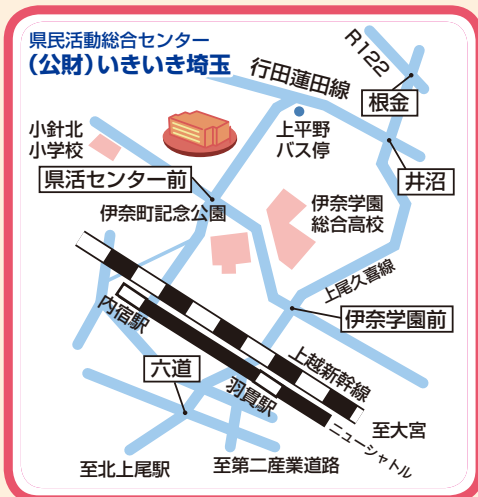 県民活動総合センター
(公財)いきいき埼玉
R122
行田蓮田線
根金
小針北
小学校
上平野
バス停
井沼
県活センター前
伊奈町記念公園
伊奈学園
総合高校
上尾久喜線
内宿駅
伊奈学園前
六道
羽貫駅
上越新幹線
至大宮
ニューシャトル
至北上尾駅
至第二産業道路